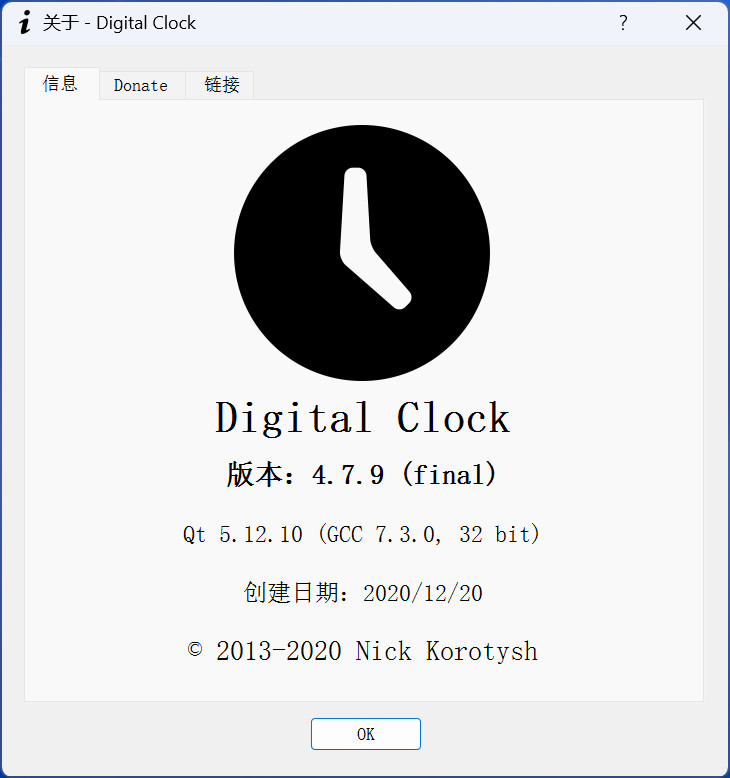 关于 - Digital Clock
信息 Donate 链接
Digital Clock
版本：4.7.9 (final)
Qt 5.12.10 (GCC 7.3.0, 32 bit)
创建日期：2020/12/20
© 2013-2020 Nick Korotysh
OK